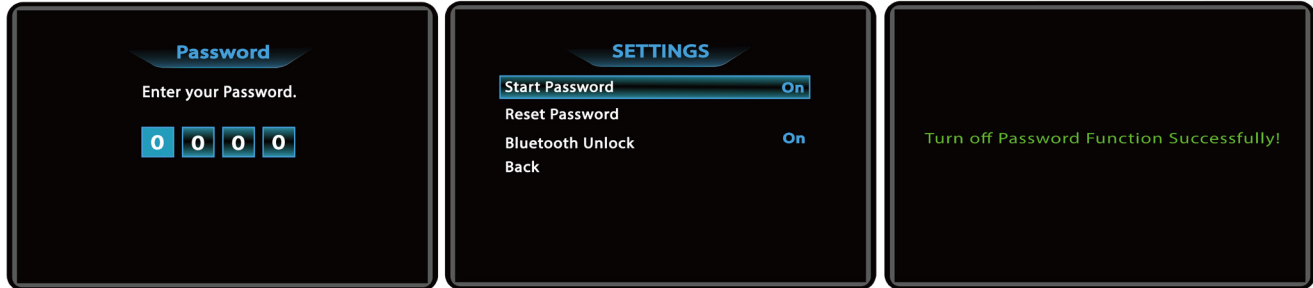 Password
Enter your Password.
0 0 0 0
SETTINGS
Start Password On
Reset Password
Bluetooth Unlock On
Back
Turn off Password Function Successfully!